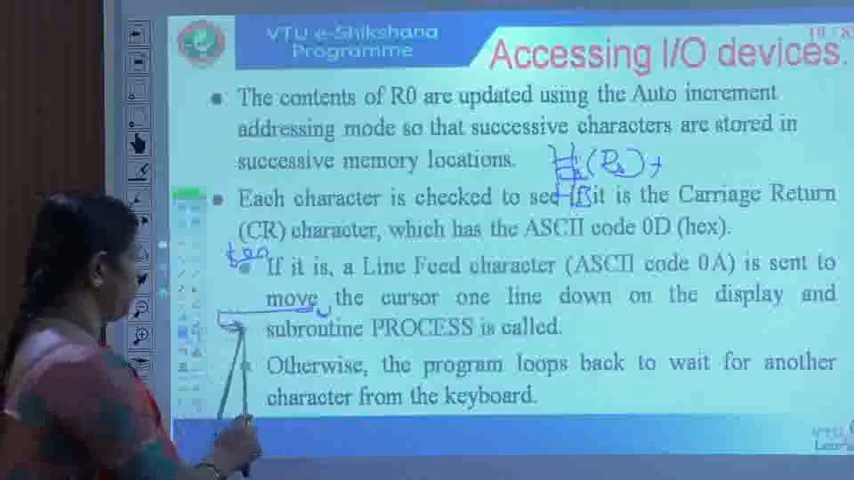 VTU e-Shikshana
Programme
Accessing I/O devices.
The contents of R0 are updated using the Auto increment
addressing mode so that successive characters are stored in
successive memory locations.
Each character is checked to see if it is the Carriage Return
(CR) character, which has the ASCII code 0D (hex).
If it is, a Line Feed character (ASCII code 0A) is sent to
move the cursor one line down on the display and
subroutine PROCESS is called.
Otherwise, the program loops back to wait for another
character from the keyboard.